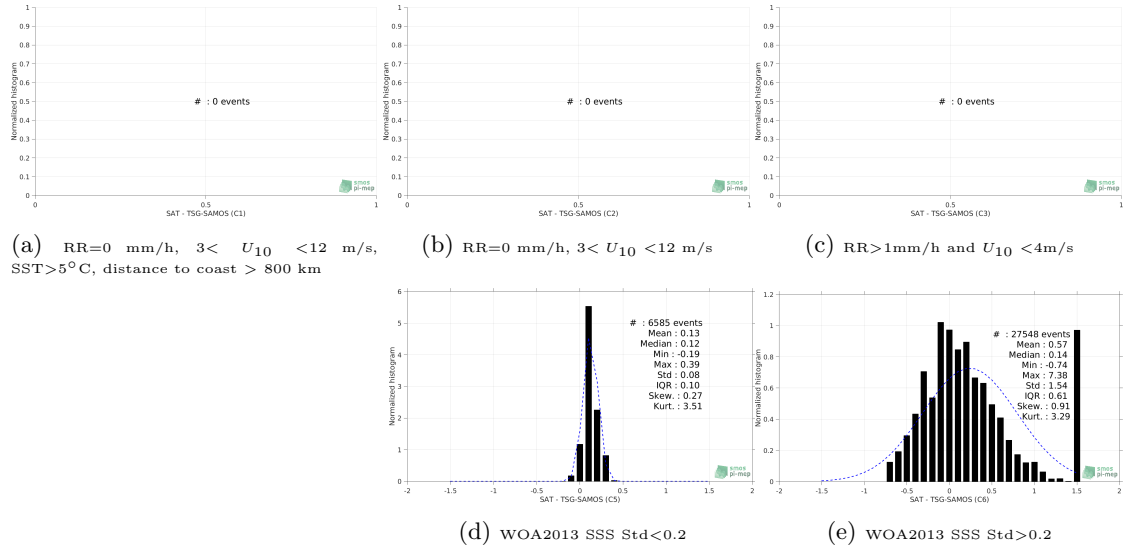 1
0.9
0.8
0.7
0.6
0.5
0.4
0.3
0.2
0.1
0
Normalized histogram
# : 0 events
smos
pi-mep
0 0.5 1
SAT - TSG-SAMOS (C1)
(a) RR=0 mm/h, 3< U10 <12 m/s,
SST>5°C, distance to coast > 800 km
1
0.9
0.8
0.7
0.6
0.5
0.4
0.3
0.2
0.1
0
Normalized histogram
# : 0 events
smos
pi-mep
0 0.5 1
SAT - TSG-SAMOS (C2)
(b) RR=0 mm/h, 3< U10 <12 m/s
1
0.9
0.8
0.7
0.6
0.5
0.4
0.3
0.2
0.1
0
Normalized histogram
# : 0 events
smos
pi-mep
0 0.5 1
SAT - TSG-SAMOS (C3)
(c) RR>1mm/h and U10 <4m/s
6
5
4
3
2
1
0
Normalized histogram
# : 6585 events
Mean : 0.13
Median : 0.12
Min : -0.19
Max : 0.39
Std : 0.08
IQR : 0.10
Skew. : 0.27
Kurt. : 3.51
smos
pi-mep
-2 -1.5 -1 -0.5 0 0.5 1 1.5 2
SAT - TSG-SAMOS (C5)
(d) WOA2013 SSS Std<0.2
1.2
1
0.8
0.6
0.4
0.2
0
Normalized histogram
# : 27548 events
Mean : 0.57
Median : 0.14
Min : -0.74
Max : 7.38
Std : 1.54
IQR : 0.61
Skew. : 0.91
Kurt. : 3.29
smos
pi-mep
-2 -1.5 -1 -0.5 0 0.5 1 1.5 2
SAT - TSG-SAMOS (C6)
(e) WOA2013 SSS Std>0.2